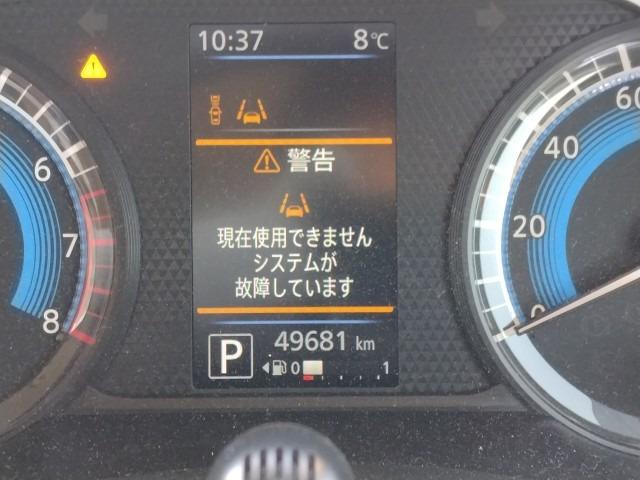 10:37 8℃
警告
現在使用できません
システムが
故障しています
P 49681 km
0 1
6
7
8
60
40
20
0